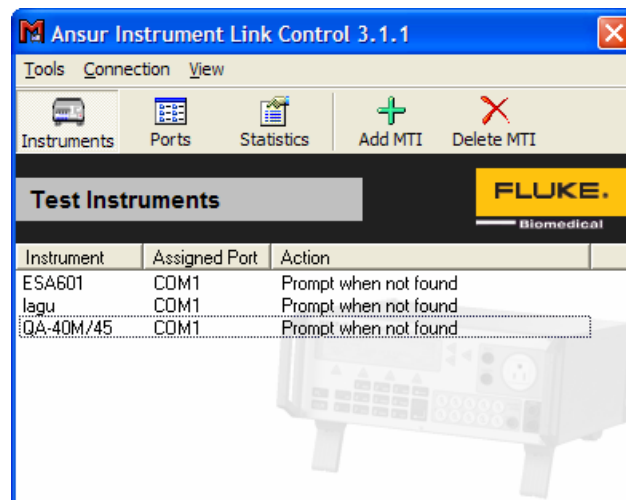 Ansur Instrument Link Control 3.1.1
Tools Connection View
Instruments Ports Statistics Add MTI Delete MTI
Test Instruments
FLUKE.
Biomedical
Instrument Assigned Port Action
ESA601 COM1 Prompt when not found
lagu COM1 Prompt when not found
QA-40M/45 COM1 Prompt when not found